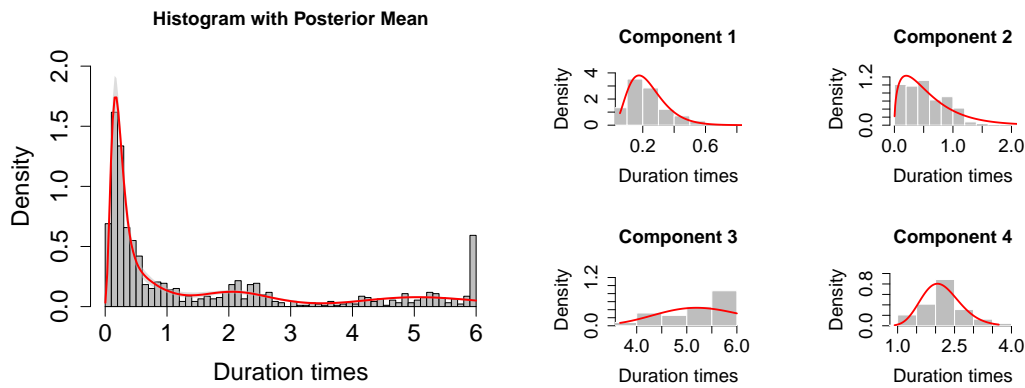 Histogram with Posterior Mean
Density
2.0
1.5
1.0
0.5
0.0
0 1 2 3 4 5 6
Duration times
Component 1
Density
4
2
0
0.2 0.6
Duration times
Component 2
Density
1.2
0.0
0.0 1.0 2.0
Duration times
Component 3
Density
1.2
0.0
4.0 5.0 6.0
Duration times
Component 4
Density
0.8
0.0
1.0 2.5 4.0
Duration times